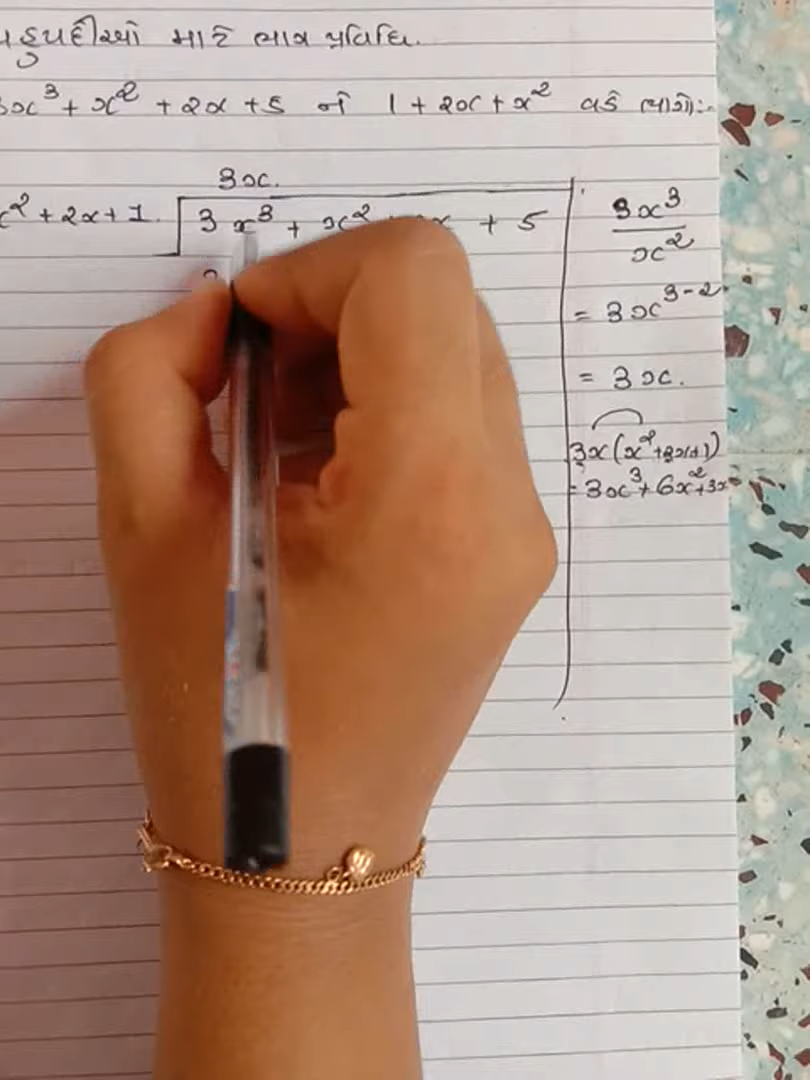 બહુપદીઓ માટે ભાગ પ્રવિધિ.
3x³ + x² + 2x + 5 ને 1 + 2x + x² વડે ભાગો:-
3x.
x² + 2x + 1. 3x³ + x² + 2x + 5
3x³
x²
= 3x³⁻²
= 3x.
3x(x²+2x+1)
= 3x³+6x²+3x